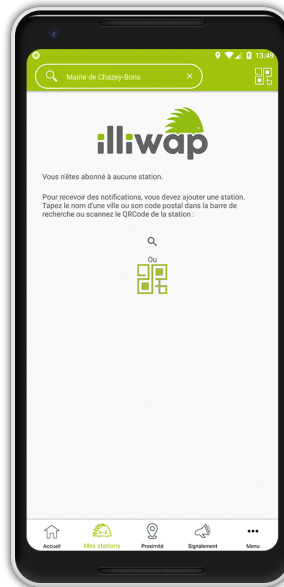 13:49
Mairie de Chazey-Bons ×
illiwap
Vous n'êtes abonné à aucune station.
Pour recevoir des notifications, vous devez ajouter une station.
Tapez le nom d'une ville ou son code postal dans la barre de
recherche ou scannez le QRCode de la station :
Ou
A-Z
Accueil Mes stations Proximité Signalement Menu